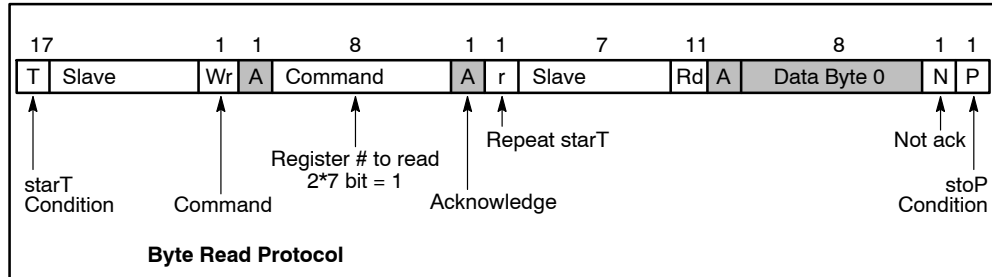 17 1 1 8 1 1 7 11 8 1 1
T Slave Wr A Command A r Slave Rd A Data Byte 0 N P
starT
Condition
Command
Register # to read
2*7 bit = 1
Acknowledge
Repeat starT
Not ack
stoP
Condition
Byte Read Protocol